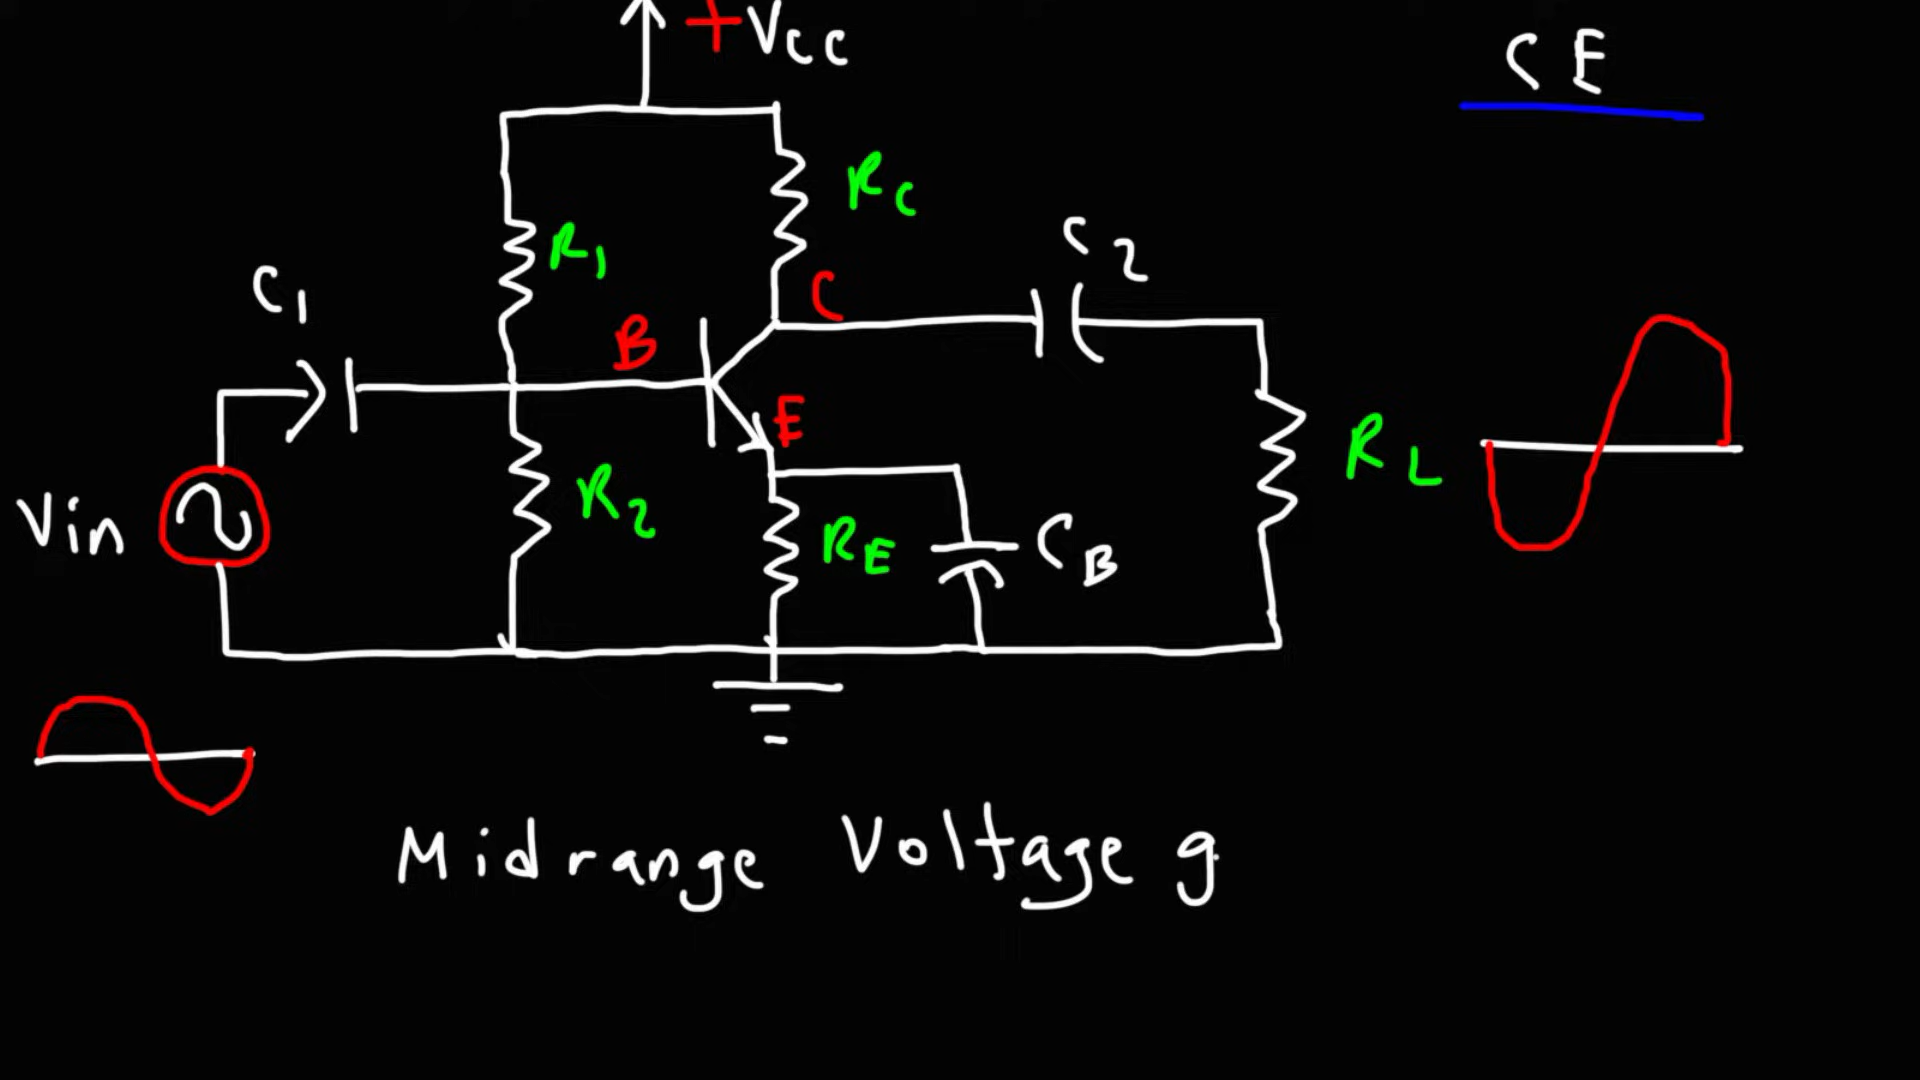 +Vcc
CE
Rc
R1
C2
C
C1
B
E
RL
R2
Vin
RE
CB
Midrange Voltage g